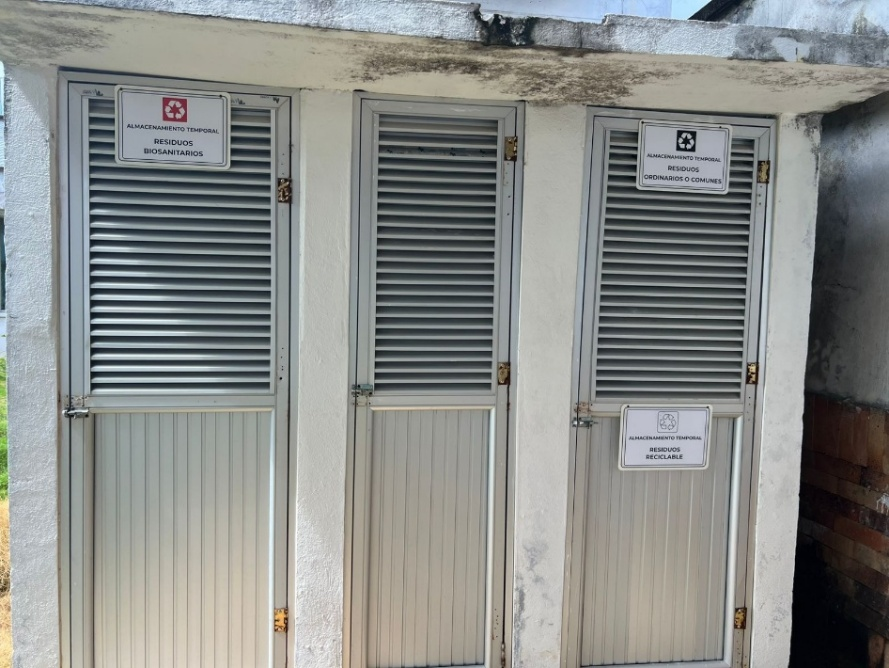 ALMACENAMIENTO TEMPORAL
RESIDUOS
BIOSANITARIOS
ALMACENAMIENTO TEMPORAL
RESIDUOS
ORDINARIOS O COMUNES
ALMACENAMIENTO TEMPORAL
RESIDUOS
RECICLABLE